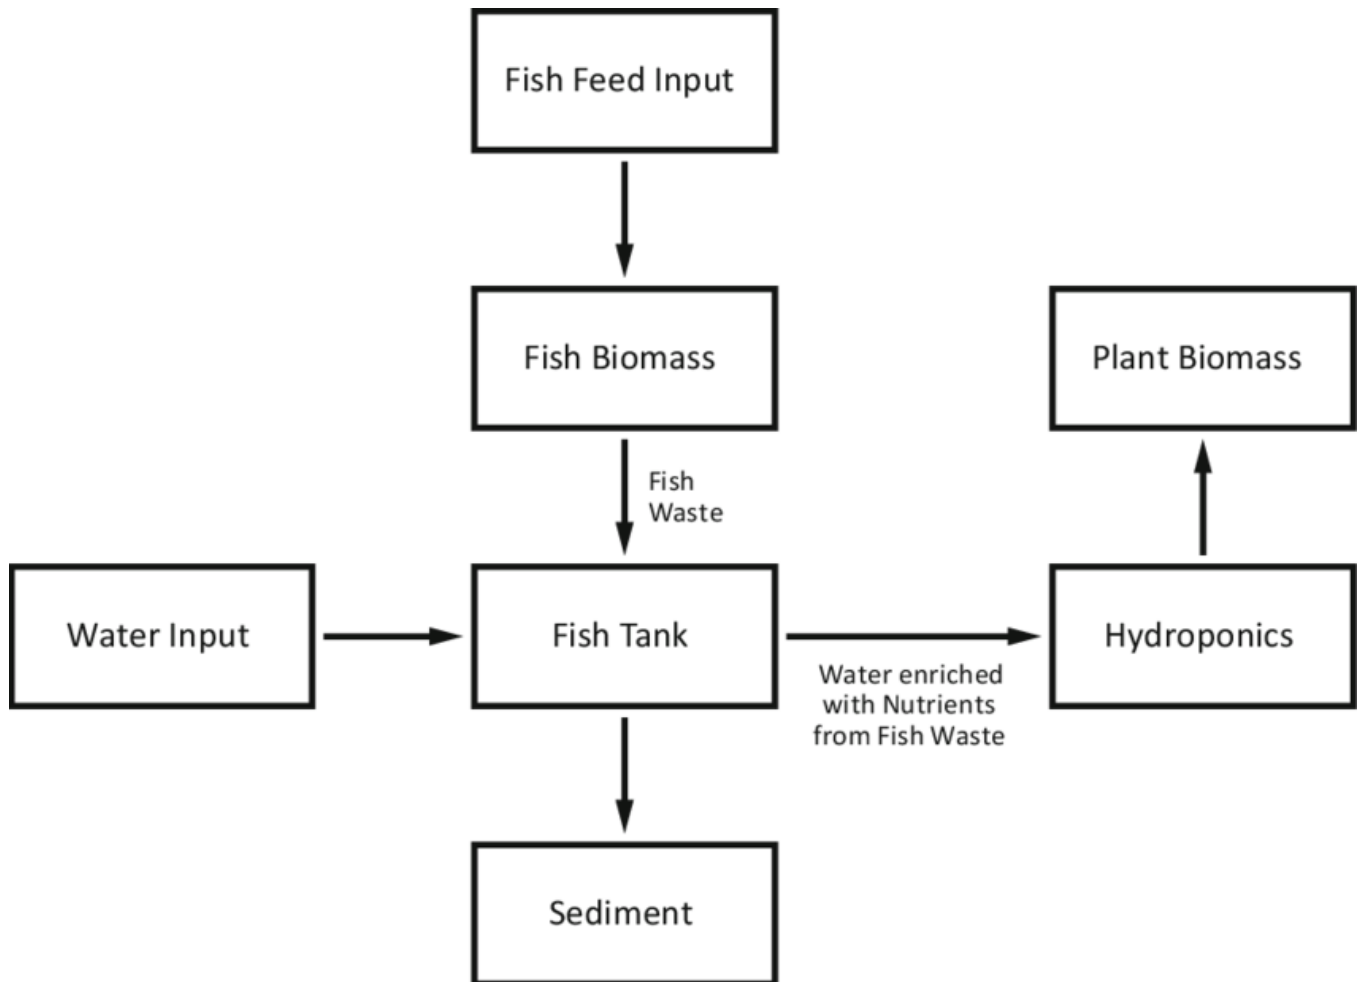 Fish Feed Input
Fish Biomass
Plant Biomass
Fish
Waste
Water Input
Fish Tank
Hydroponics
Water enriched
with Nutrients
from Fish Waste
Sediment